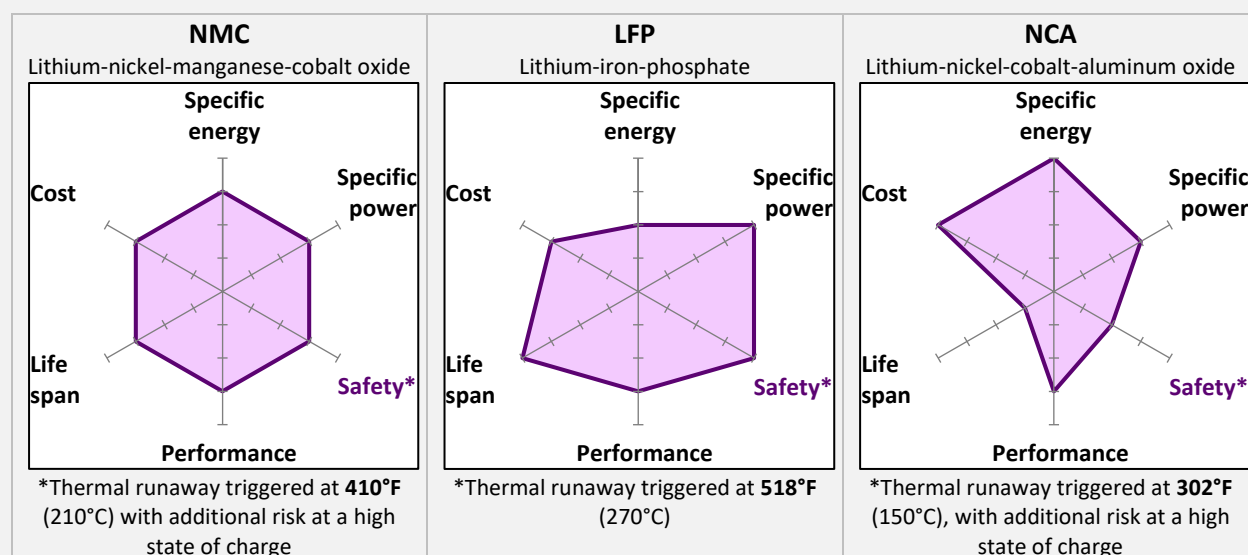 NMC
Lithium-nickel-manganese-cobalt oxide
Specific
energy
Cost
Specific
power
Life
span
Safety*
Performance
*Thermal runaway triggered at 410°F
(210°C) with additional risk at a high
state of charge
LFP
Lithium-iron-phosphate
Specific
energy
Cost
Specific
power
Life
span
Safety*
Performance
*Thermal runaway triggered at 518°F
(270°C)
NCA
Lithium-nickel-cobalt-aluminum oxide
Specific
energy
Cost
Specific
power
Life
span
Safety*
Performance
*Thermal runaway triggered at 302°F
(150°C), with additional risk at a high
state of charge